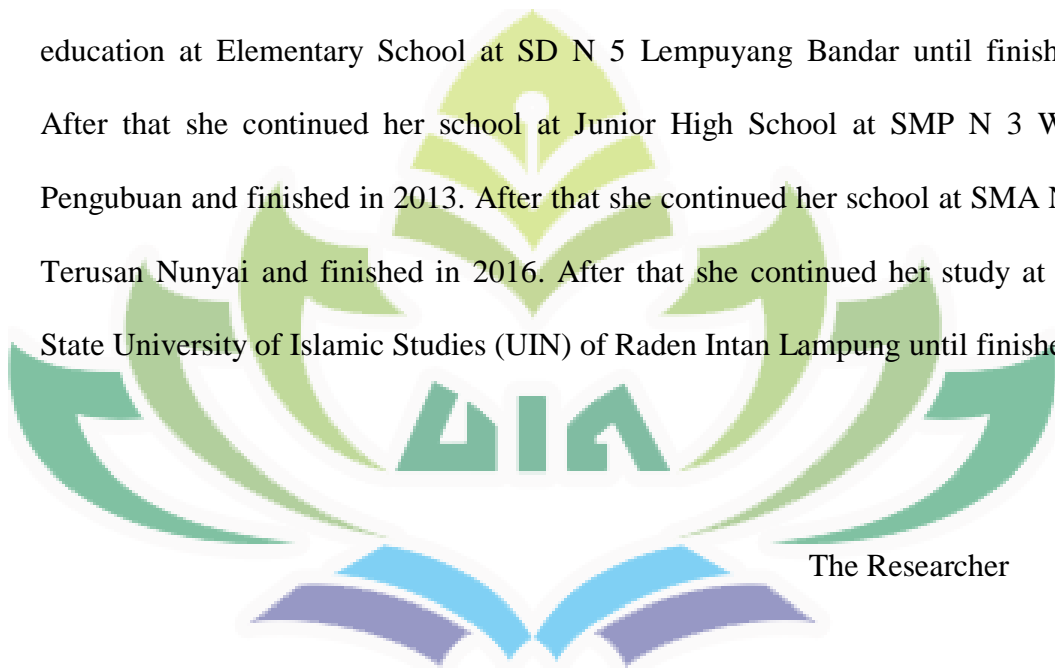 education at Elementary School at SD N 5 Lempuyang Bandar until finish
After that she continued her school at Junior High School at SMP N 3 W
Pengubuan and finished in 2013. After that she continued her school at SMA N
Terusan Nunyai and finished in 2016. After that she continued her study at
State University of Islamic Studies (UIN) of Raden Intan Lampung until finishe
UIN
The Researcher